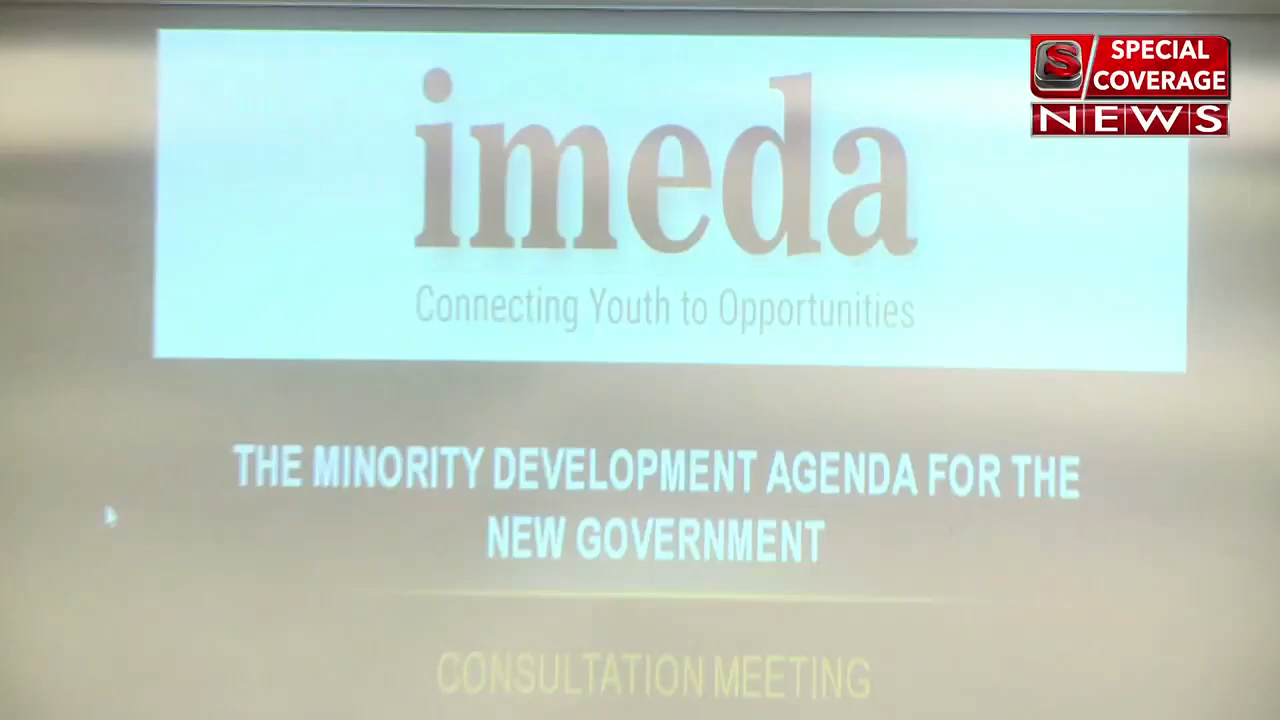 SPECIAL
COVERAGE
NEWS
imeda
Connecting Youth to Opportunities
THE MINORITY DEVELOPMENT AGENDA FOR THE
NEW GOVERNMENT
CONSULTATION MEETING